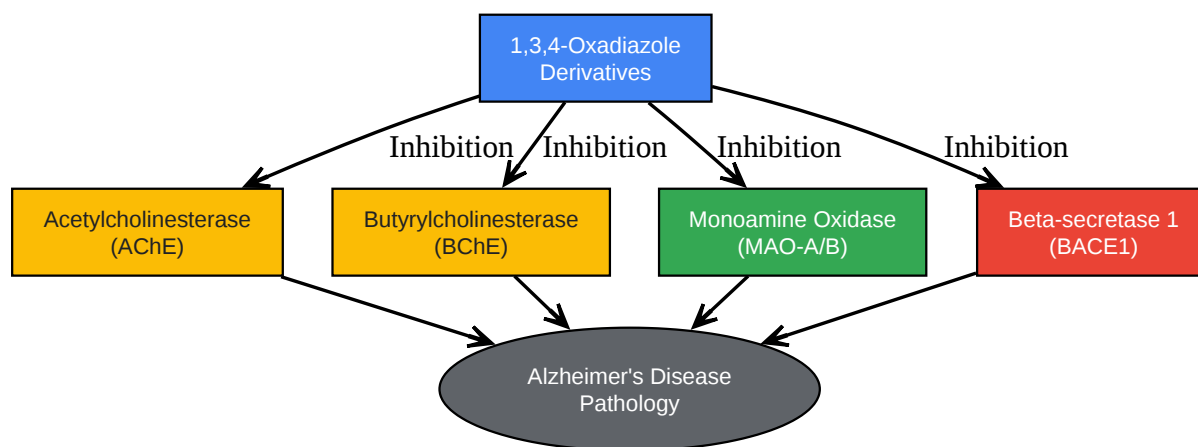 1,3,4-Oxadiazole
Derivatives
Inhibition
Inhibition
Inhibition
Inhibition
Acetylcholinesterase
(AChE)
Butyrylcholinesterase
(BChE)
Monoamine Oxidase
(MAO-A/B)
Beta-secretase 1
(BACE1)
Alzheimer's Disease
Pathology